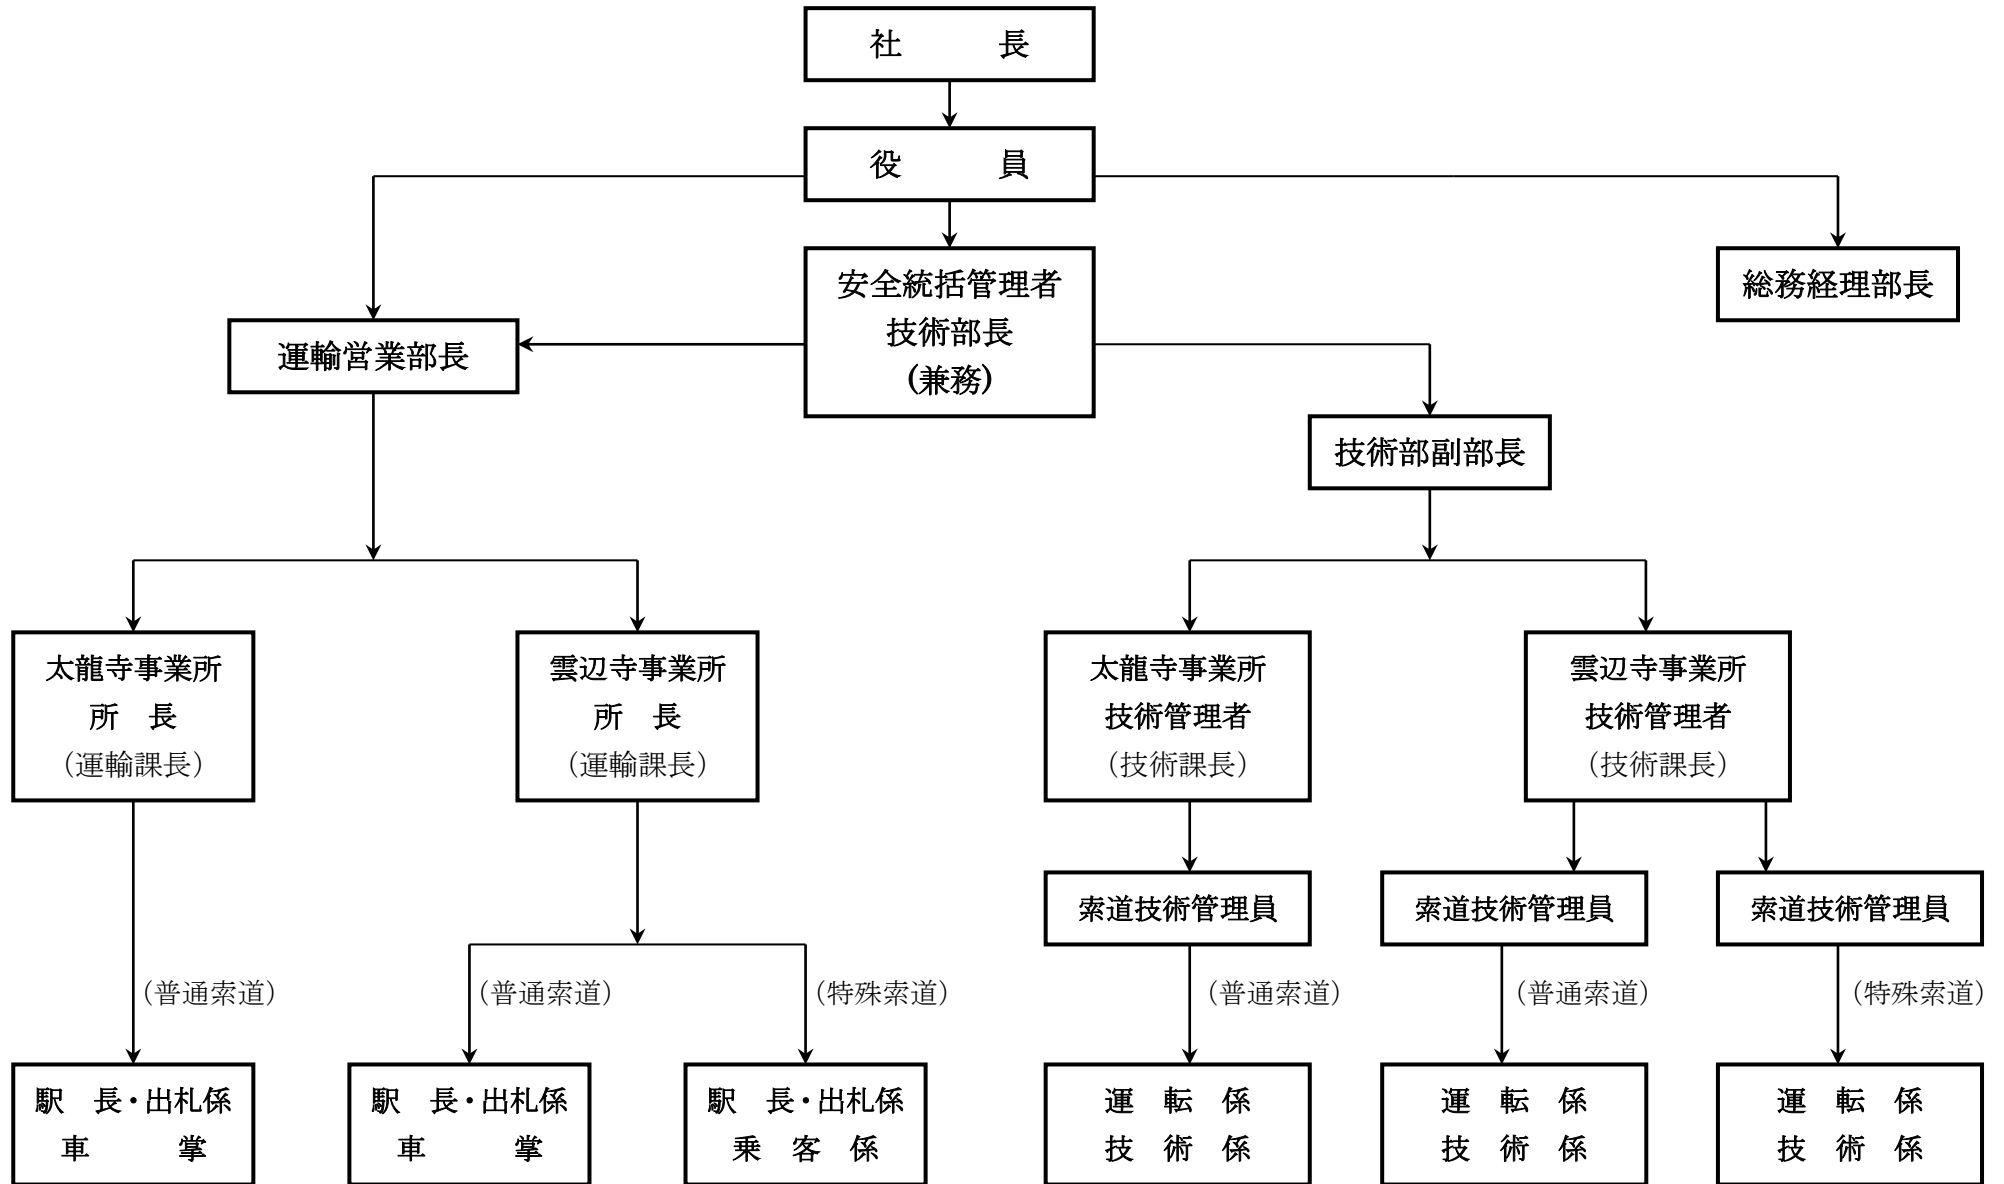 社　　　長
役　　　員
安全統括管理者
技術部長
(兼務)
総務経理部長
運輸営業部長
技術部副部長
太龍寺事業所
所　長
（運輸課長）
雲辺寺事業所
所　長
（運輸課長）
太龍寺事業所
技術管理者
（技術課長）
雲辺寺事業所
技術管理者
（技術課長）
索道技術管理員
索道技術管理員
索道技術管理員
（普通索道）
（普通索道）
（特殊索道）
（普通索道）
（普通索道）
（特殊索道）
駅　長・出札係
車　　　掌
駅　長・出札係
車　　　掌
駅　長・出札係
乗　客　係
運　転　係
技　術　係
運　転　係
技　術　係
運　転　係
技　術　係